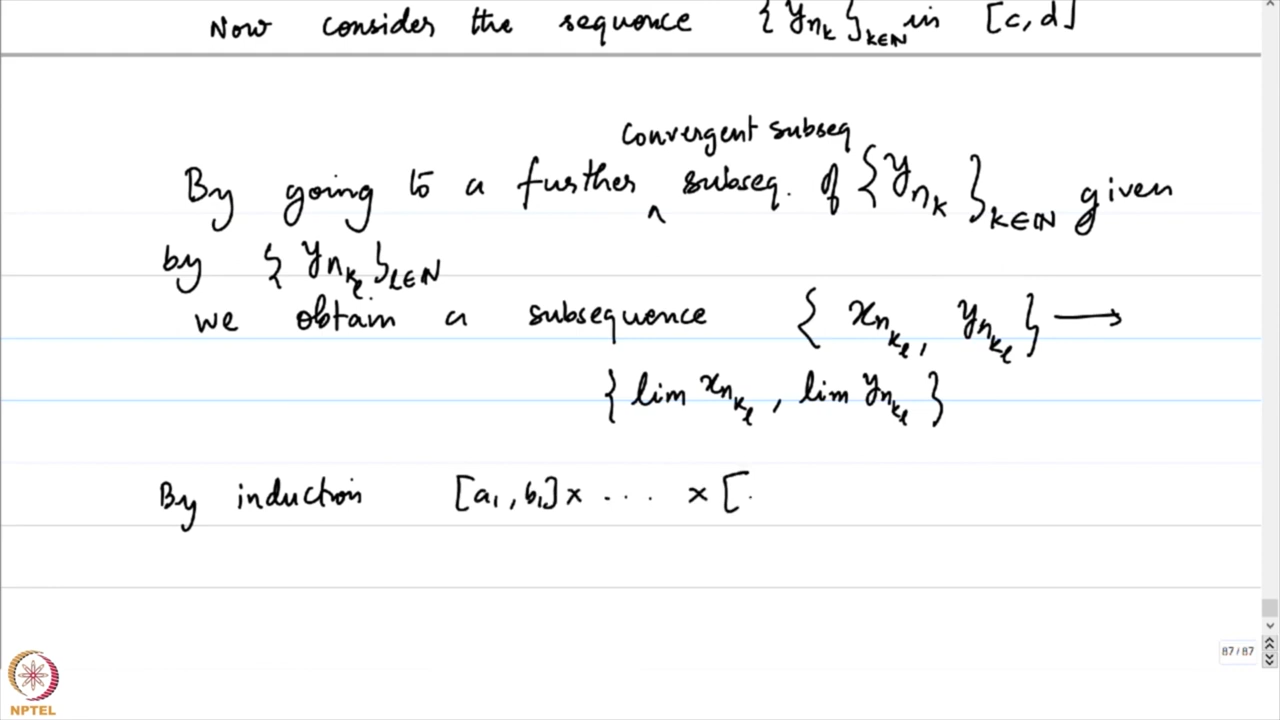 Now consider the sequence {y_{n_k}}_{k∈ℕ} in [c, d]
convergent subseq
By going to a further ^ subseq. of {y_{n_k}}_{k∈ℕ} given
by {y_{n_{k_ℓ}}}_{ℓ∈ℕ}
we obtain a subsequence {x_{n_{k_ℓ}}, y_{n_{k_ℓ}}} →
{lim x_{n_{k_ℓ}}, lim y_{n_{k_ℓ}}}
By induction [a₁, b₁] × . . . . × [.
87 / 87
NPTEL